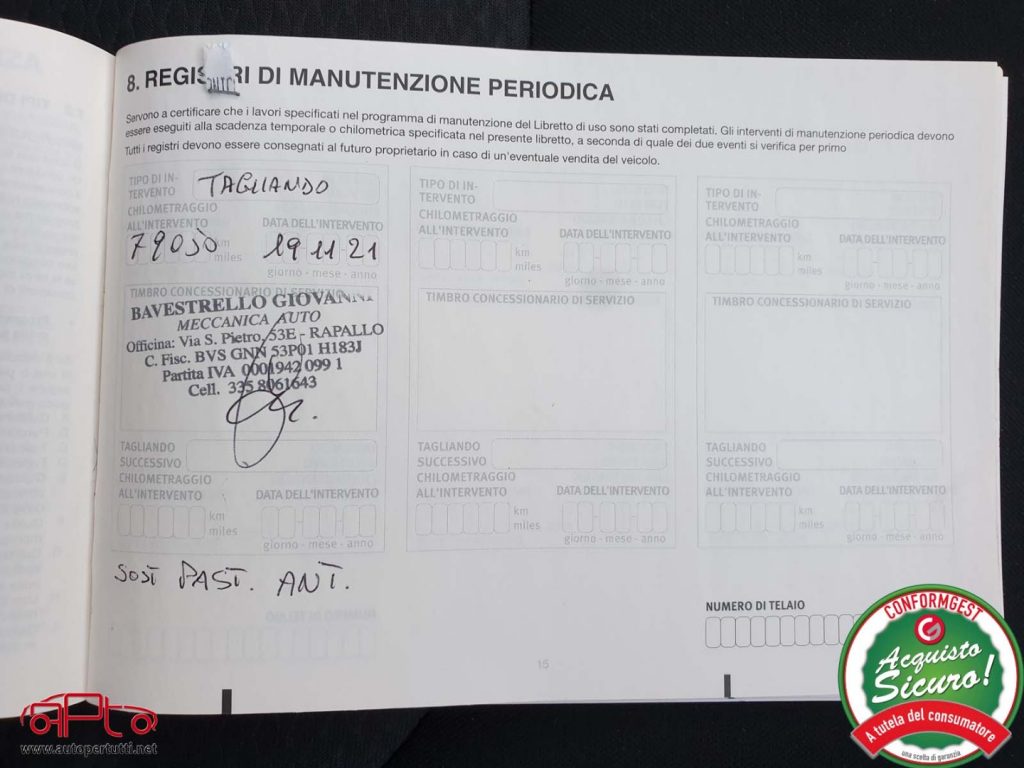 8. REGISTRI DI MANUTENZIONE PERIODICA
Servono a certificare che i lavori specificati nel programma di manutenzione del Libretto di uso sono stati completati. Gli interventi di manutenzione periodica devono
essere eseguiti alla scadenza temporale o chilometrica specificata nel presente libretto, a seconda di quale dei due eventi si verifica per primo
Tutti i registri devono essere consegnati al futuro proprietario in caso di un'eventuale vendita del veicolo.
TIPO DI IN-
TERVENTO
TAGLIANDO
CHILOMETRAGGIO
ALL'INTERVENTO
DATA DELL'INTERVENTO
km
miles
19 11 21
giorno - mese - anno
TIMBRO CONCESSIONARIO DI SERVIZIO
BAVESTRELLO GIOVANNI
MECCANICA AUTO
Officina: Via S. Pietro, 53E - RAPALLO
C. Fisc. BVS GNN 53P01 H183J
Partita IVA 0001942 099 1
Cell. 335 8061643
TAGLIANDO
SUCCESSIVO
CHILOMETRAGGIO
ALL'INTERVENTO
DATA DELL'INTERVENTO
km
miles
giorno - mese - anno
SOST PAST. ANT.
TIPO DI IN-
TERVENTO
CHILOMETRAGGIO
ALL'INTERVENTO
DATA DELL'INTERVENTO
km
miles
giorno - mese - anno
TIMBRO CONCESSIONARIO DI SERVIZIO
TAGLIANDO
SUCCESSIVO
CHILOMETRAGGIO
ALL'INTERVENTO
DATA DELL'INTERVENTO
km
miles
giorno - mese - anno
TIPO DI IN-
TERVENTO
CHILOMETRAGGIO
ALL'INTERVENTO
DATA DELL'INTERVENTO
km
miles
giorno - mese - anno
TIMBRO CONCESSIONARIO DI SERVIZIO
TAGLIANDO
SUCCESSIVO
CHILOMETRAGGIO
ALL'INTERVENTO
DATA DELL'INTERVENTO
km
miles
giorno - mese - anno
NUMERO DI TELAIO
15
www.autopertutti.net
CONFORMGEST
Acquisto
Sicuro!
A tutela del consumatore
una scelta di garanzia